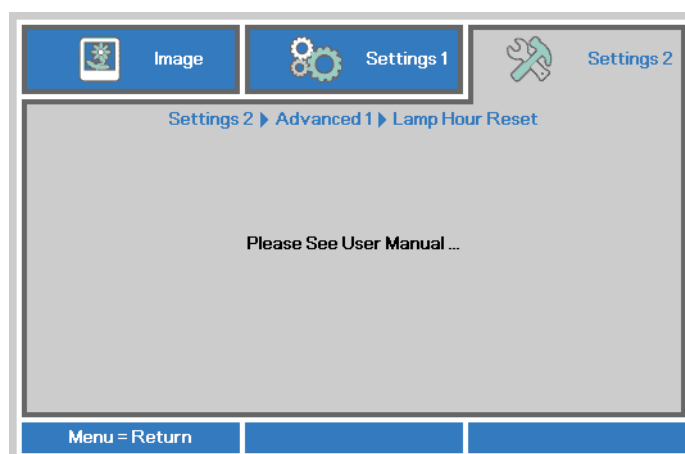 Image
Settings 1
Settings 2
Settings 2 ▶ Advanced 1 ▶ Lamp Hour Reset
Please See User Manual ...
Menu = Return